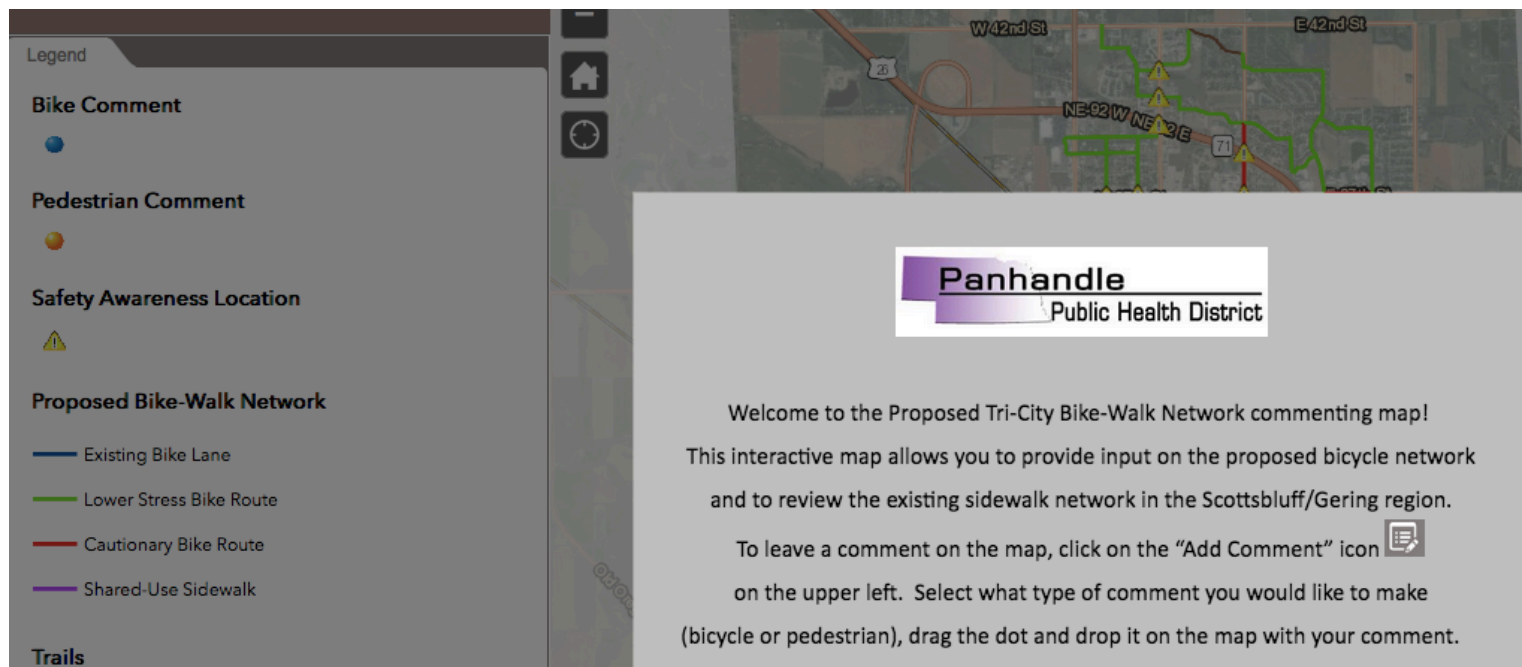 Legend
Bike Comment
Pedestrian Comment
Safety Awareness Location
Proposed Bike-Walk Network
Existing Bike Lane
Lower Stress Bike Route
Cautionary Bike Route
Shared-Use Sidewalk
Trails
W 42nd St
E 42nd St
26
NE-92 W
71
Panhandle
Public Health District
Welcome to the Proposed Tri-City Bike-Walk Network commenting map!
This interactive map allows you to provide input on the proposed bicycle network
and to review the existing sidewalk network in the Scottsbluff/Gering region.
To leave a comment on the map, click on the “Add Comment” icon
on the upper left. Select what type of comment you would like to make
(bicycle or pedestrian), drag the dot and drop it on the map with your comment.